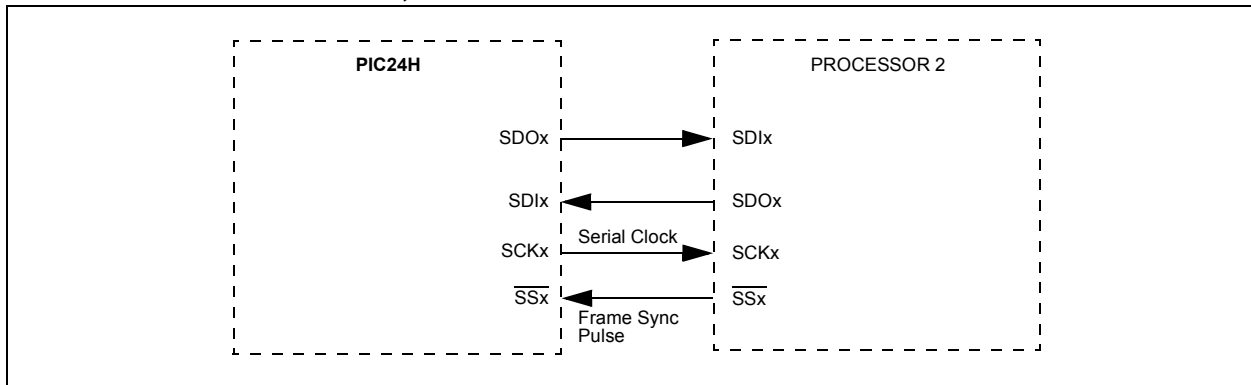 PIC24H
PROCESSOR 2
SDOx
SDIx
SDIx
SDOx
Serial Clock
SCKx
SCKx
SSx
SSx
Frame Sync
Pulse